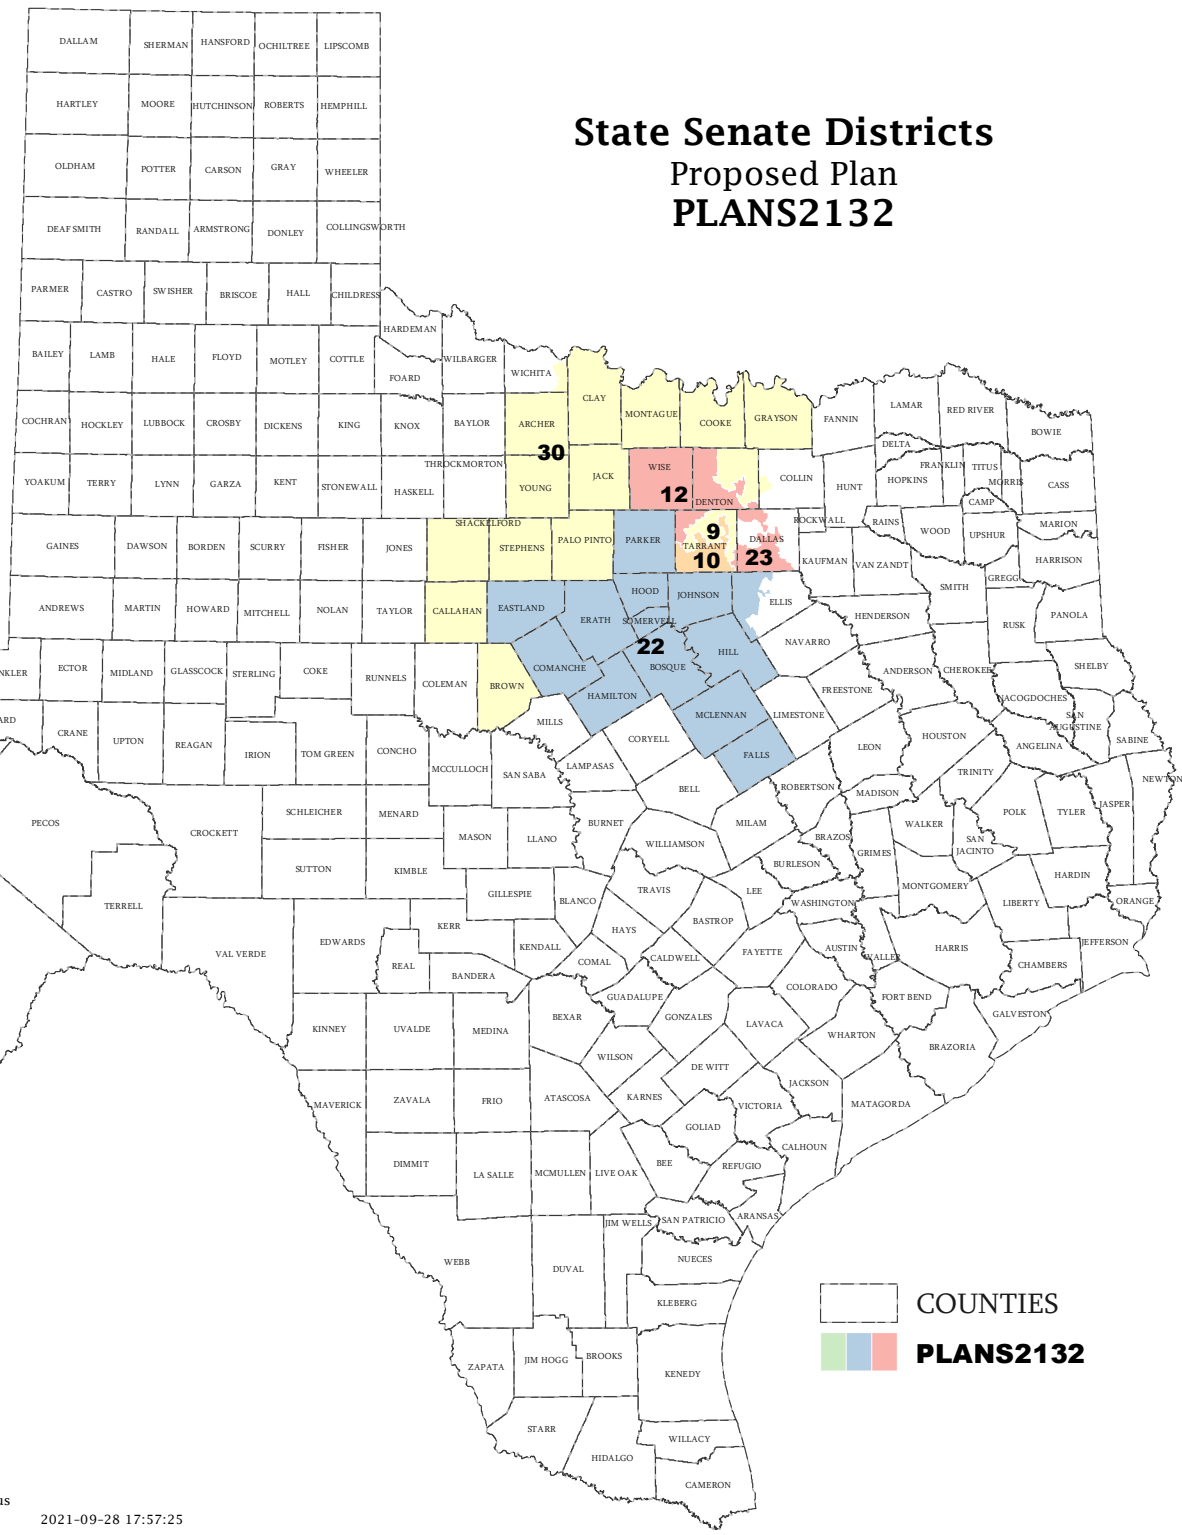 State Senate Districts
Proposed Plan
PLANS2132
DALLAM SHERMAN HANSFORD OCHILTREE LIPSCOMB
HARTLEY MOORE HUTCHINSON ROBERTS HEMPHILL
OLDHAM POTTER CARSON GRAY WHEELER
DEAF SMITH RANDALL ARMSTRONG DONLEY COLLINGSWORTH
PARMER CASTRO SWISHER BRISCOE HALL CHILDRESS
HARDEMAN
BAILEY LAMB HALE FLOYD MOTLEY COTTLE FOARD WILBARGER WICHITA
CLAY MONTAGUE COOKE GRAYSON FANNIN LAMAR RED RIVER BOWIE
COCHRAN HOCKLEY LUBBOCK CROSBY DICKENS KING KNOX BAYLOR ARCHER
30
DELTA
THROCKMORTON WISE FRANKLIN TITUS MORRIS CASS
YOAKUM TERRY LYNN GARZA KENT STONEWALL HASKELL YOUNG JACK
12
DENTON COLLIN HUNT HOPKINS CAMP
SHACKELFORD ROCKWALL RAINS WOOD UPSHUR MARION
GAINES DAWSON BORDEN SCURRY FISHER JONES STEPHENS PALO PINTO PARKER
9
TARRANT
10
DALLAS
23
KAUFMAN VAN ZANDT HARRISON
SMITH GREGG
ANDREWS MARTIN HOWARD MITCHELL NOLAN TAYLOR CALLAHAN EASTLAND ERATH HOOD JOHNSON ELLIS
SOMERVELL HENDERSON RUSK PANOLA
22
NKLER ECTOR MIDLAND GLASSCOCK STERLING COKE RUNNELS COLEMAN BROWN COMANCHE BOSQUE HILL NAVARRO
ANDERSON CHEROKEE SHELBY
HAMILTON FREESTONE NACOGDOCHES
ARD CRANE UPTON REAGAN IRION TOM GREEN CONCHO MILLS MCLENNAN LIMESTONE
SAN
AUGUSTINE
CORYELL FALLS LEON HOUSTON ANGELINA SABINE
MCCULLOCH SAN SABA LAMPASAS TRINITY NEWTON
BELL ROBERTSON MADISON
PECOS CROCKETT SCHLEICHER MENARD MASON LLANO BURNET MILAM BRAZOS WALKER POLK TYLER JASPER
SAN
JACINTO
WILLIAMSON GRIMES
SUTTON KIMBLE BURLESON HARDIN
GILLESPIE BLANCO TRAVIS LEE WASHINGTON MONTGOMERY LIBERTY ORANGE
TERRELL KERR BASTROP
VAL VERDE EDWARDS KENDALL HAYS AUSTIN WALLER HARRIS JEFFERSON
REAL BANDERA COMAL CALDWELL FAYETTE CHAMBERS
COLORADO
GUADALUPE FORT BEND
KINNEY UVALDE MEDINA BEXAR GONZALES LAVACA WHARTON GALVESTON
WILSON BRAZORIA
DE WITT
JACKSON
MAVERICK ZAVALA FRIO ATASCOSA KARNES VICTORIA MATAGORDA
GOLIAD
CALHOUN
DIMMIT LA SALLE MCMULLEN LIVE OAK BEE REFUGIO
ARANSAS
JIM WELLS SAN PATRICIO
WEBB DUVAL NUECES
KLEBERG
ZAPATA JIM HOGG BROOKS KENEDY
STARR HIDALGO WILLACY
CAMERON
COUNTIES
PLANS2132
us
2021-09-28 17:57:25